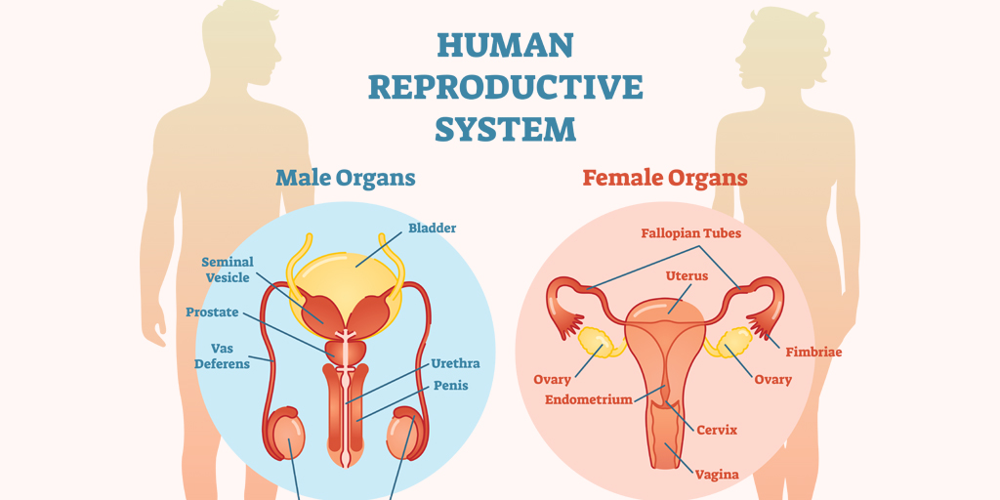 HUMAN
REPRODUCTIVE
SYSTEM
Male Organs
Bladder
Seminal
Vesicle
Prostate
Vas
Deferens
Urethra
Penis
Female Organs
Fallopian Tubes
Uterus
Fimbriae
Ovary
Ovary
Endometrium
Cervix
Vagina